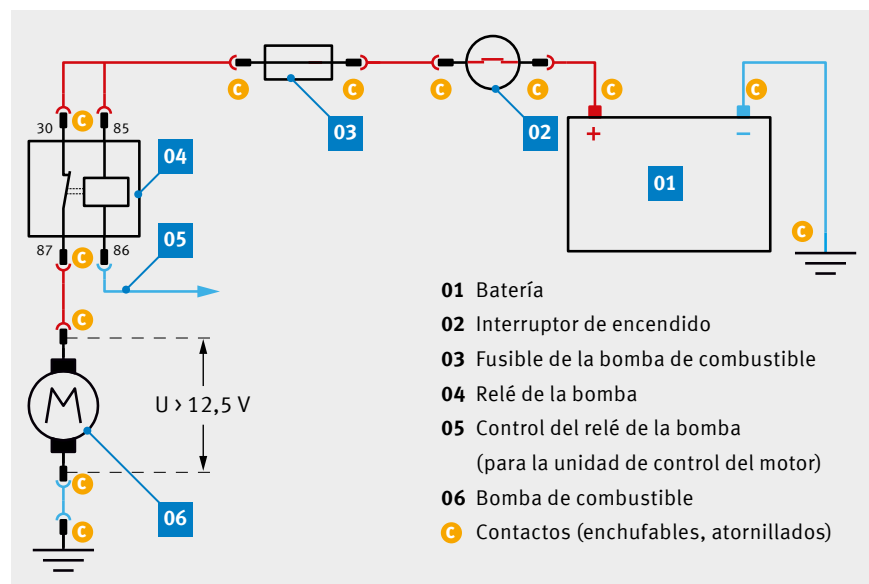 C
C
C
C
C
C
03
02
+
−
30
C
85
04
01
87
C
86
05
C
C
U > 12,5 V
C
06
C
01 Batería
02 Interruptor de encendido
03 Fusible de la bomba de combustible
04 Relé de la bomba
05 Control del relé de la bomba
(para la unidad de control del motor)
06 Bomba de combustible
C Contactos (enchufables, atornillados)
M